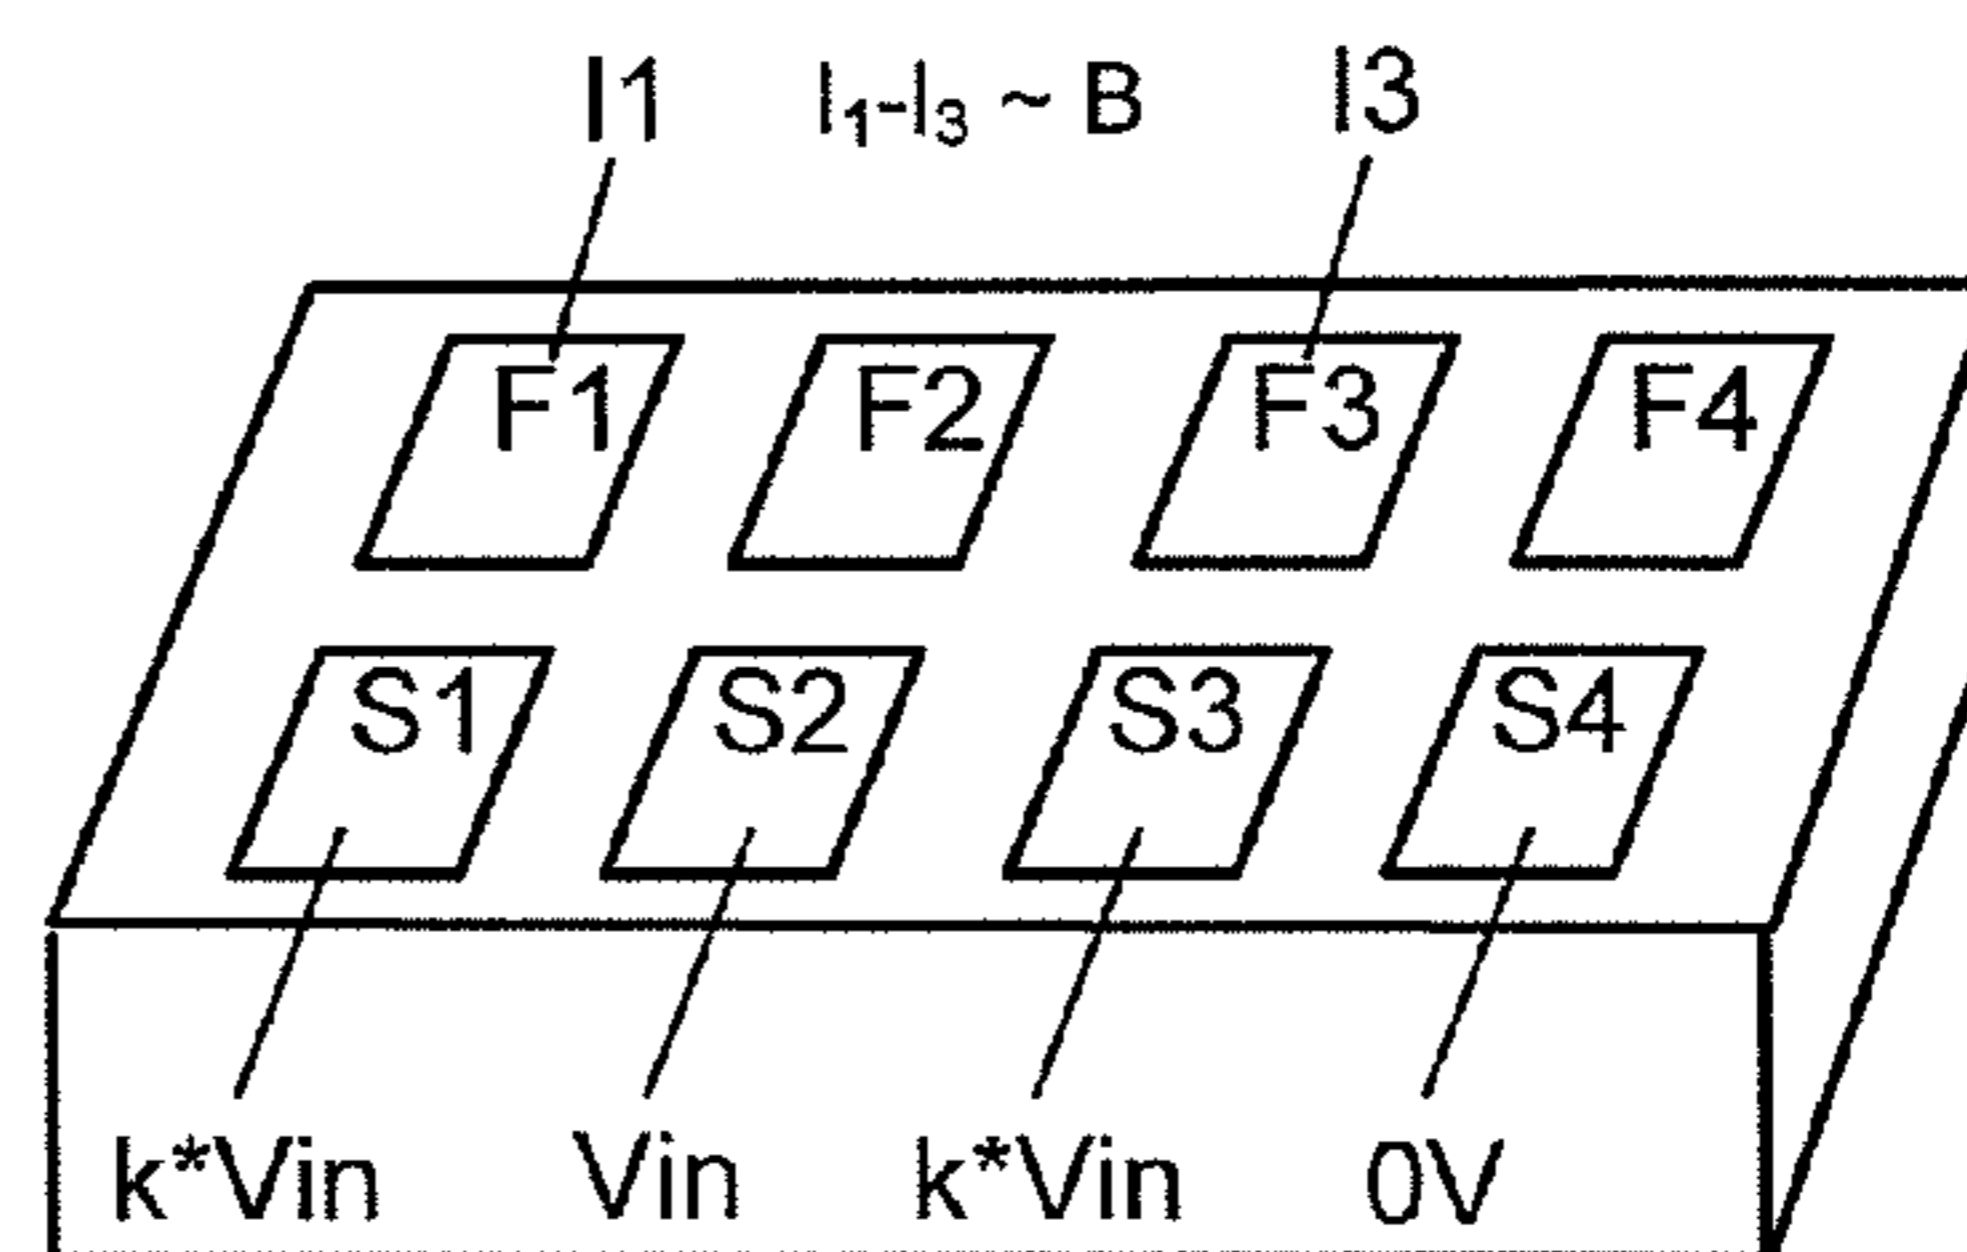 I1 I₁-I₃ ~ B I3
F1 F2 F3 F4
S1 S2 S3 S4
k*Vin Vin k*Vin 0V